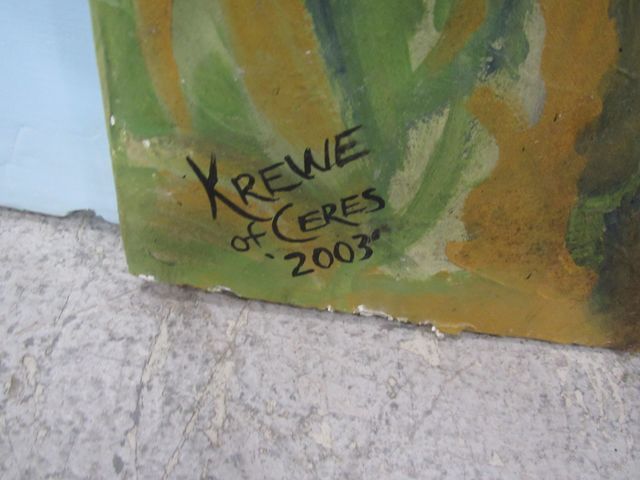 KREWE
of CERES
'2003'